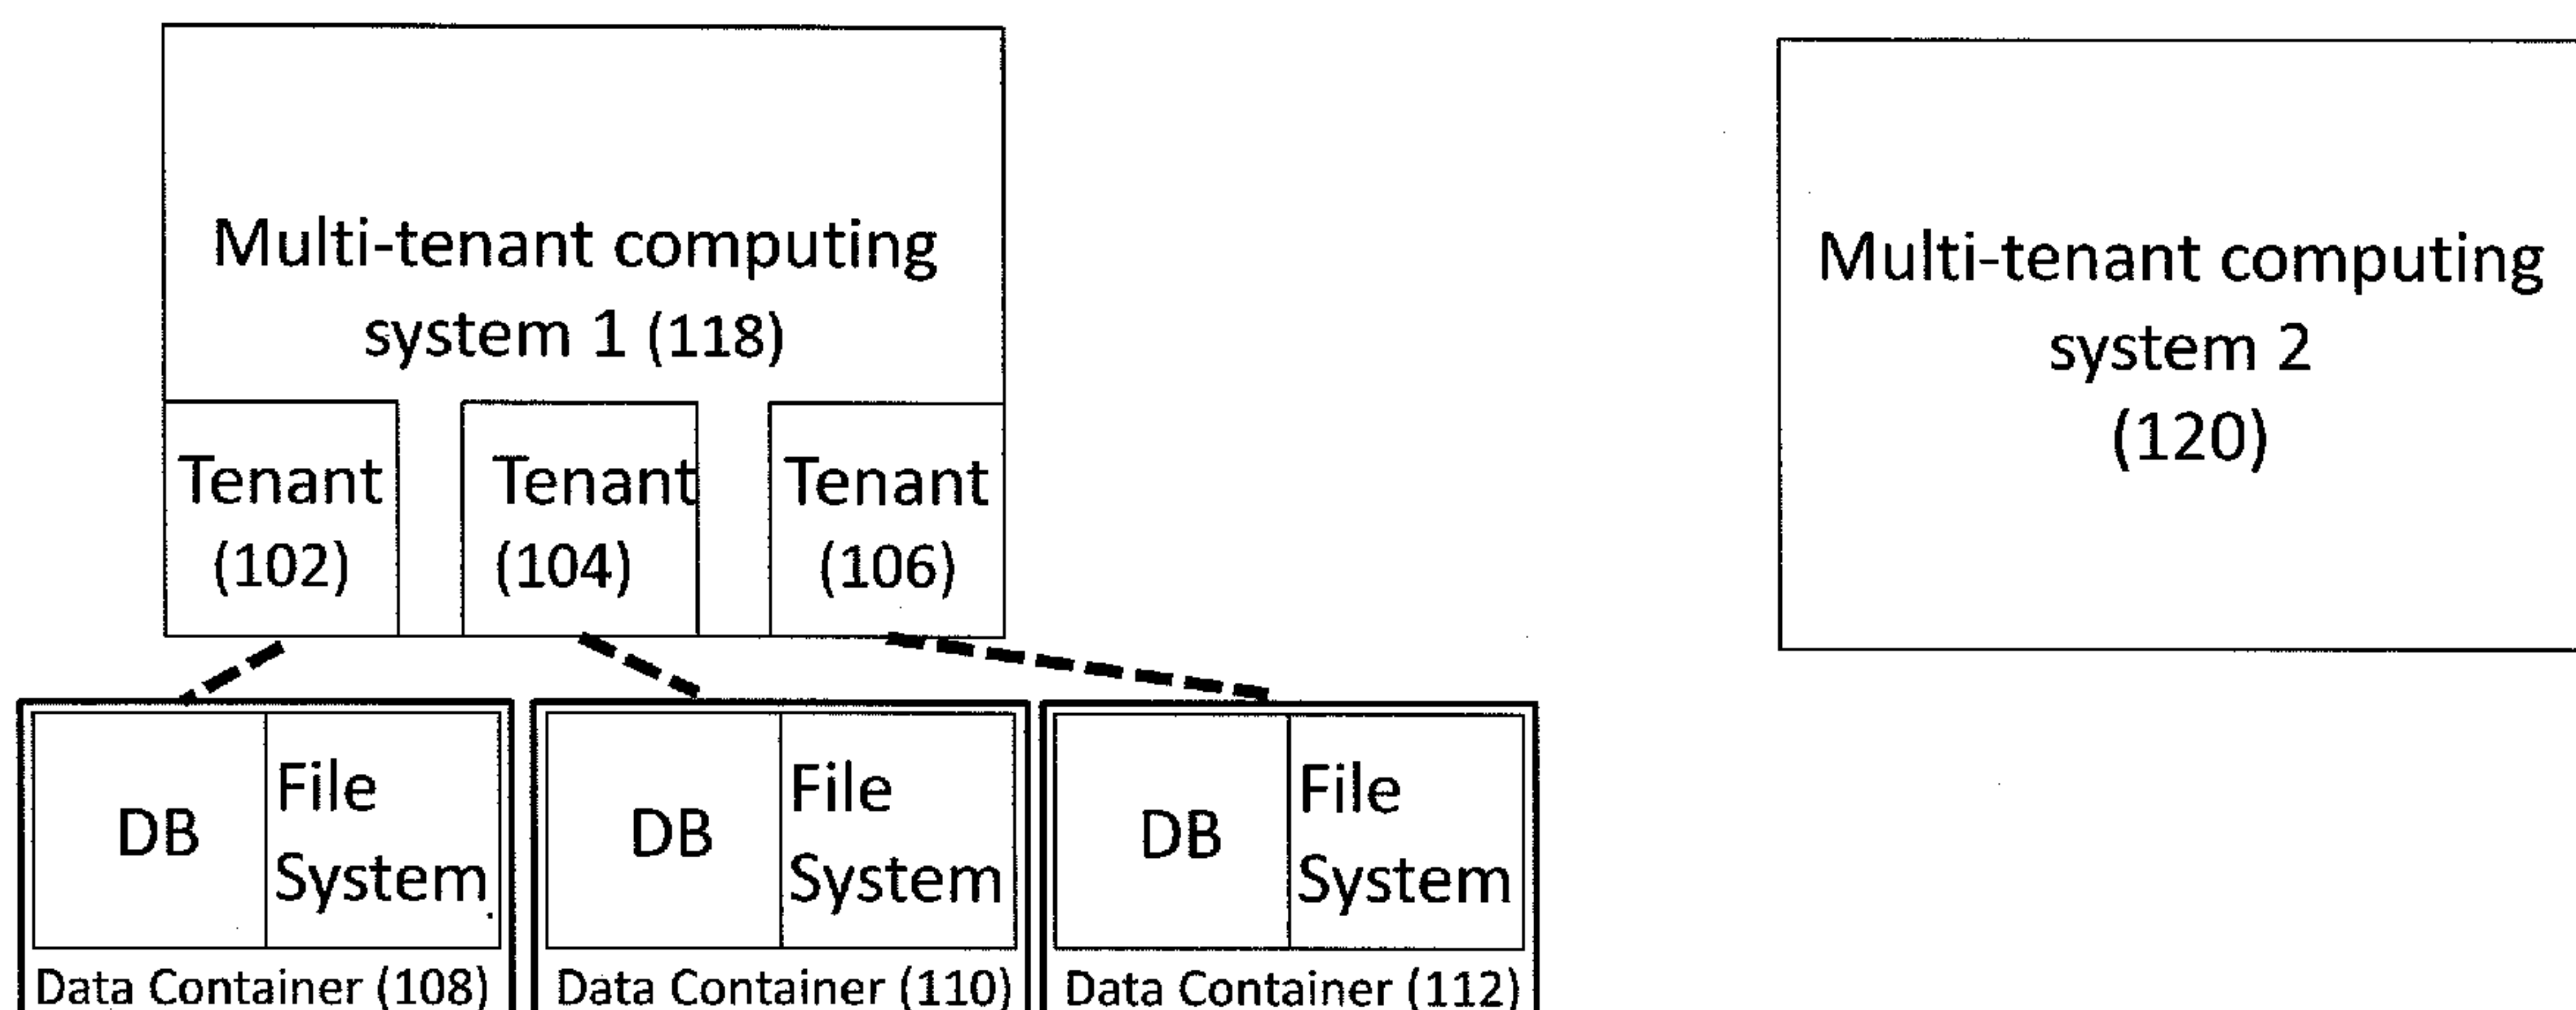 Multi-tenant computing
system 1 (118)
Tenant
(102)
Tenant
(104)
Tenant
(106)
Multi-tenant computing
system 2
(120)
DB
File
System
Data Container (108)
DB
File
System
Data Container (110)
DB
File
System
Data Container (112)